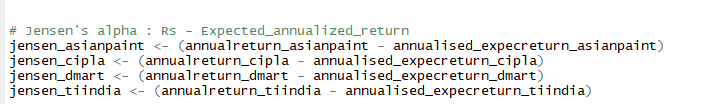 # Jensen's alpha : Rs - Expected_annualized_return
jensen_asianpaint <- (annualreturn_asianpaint - annualised_expecreturn_asianpaint)
jensen_cipla <- (annualreturn_cipla - annualised_expecreturn_cipla)
jensen_dmart <- (annualreturn_dmart - annualised_expecreturn_dmart)
jensen_tiindia <- (annualreturn_tiindia - annualised_expecreturn_tiindia)